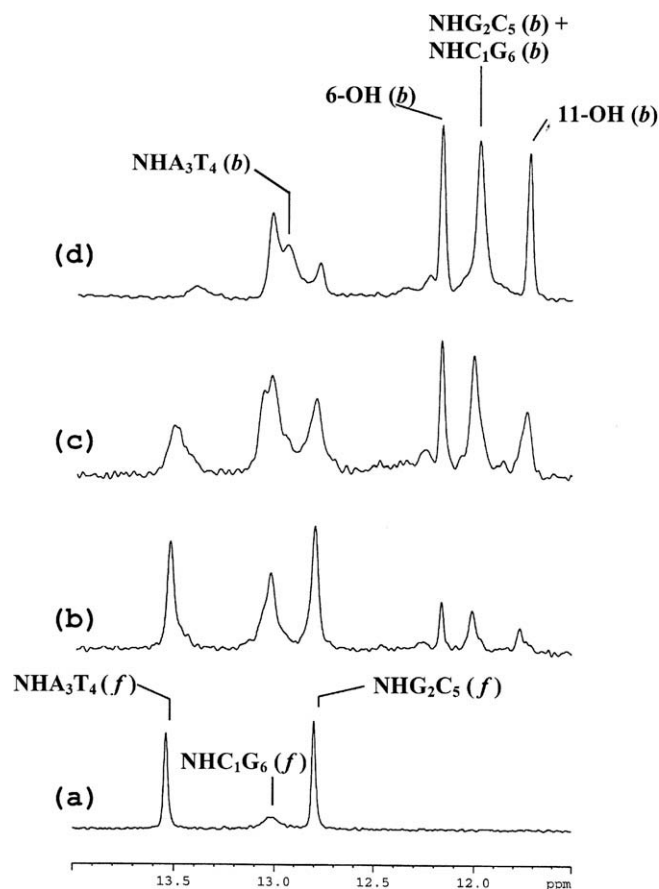 NHG₂C₅ (b) +
NHC₁G₆ (b)
6-OH (b)
11-OH (b)
NHA₃T₄ (b)
(d)
(c)
(b)
NHA₃T₄ (f)
NHG₂C₅ (f)
NHC₁G₆ (f)
(a)
13.5 13.0 12.5 12.0 ppm